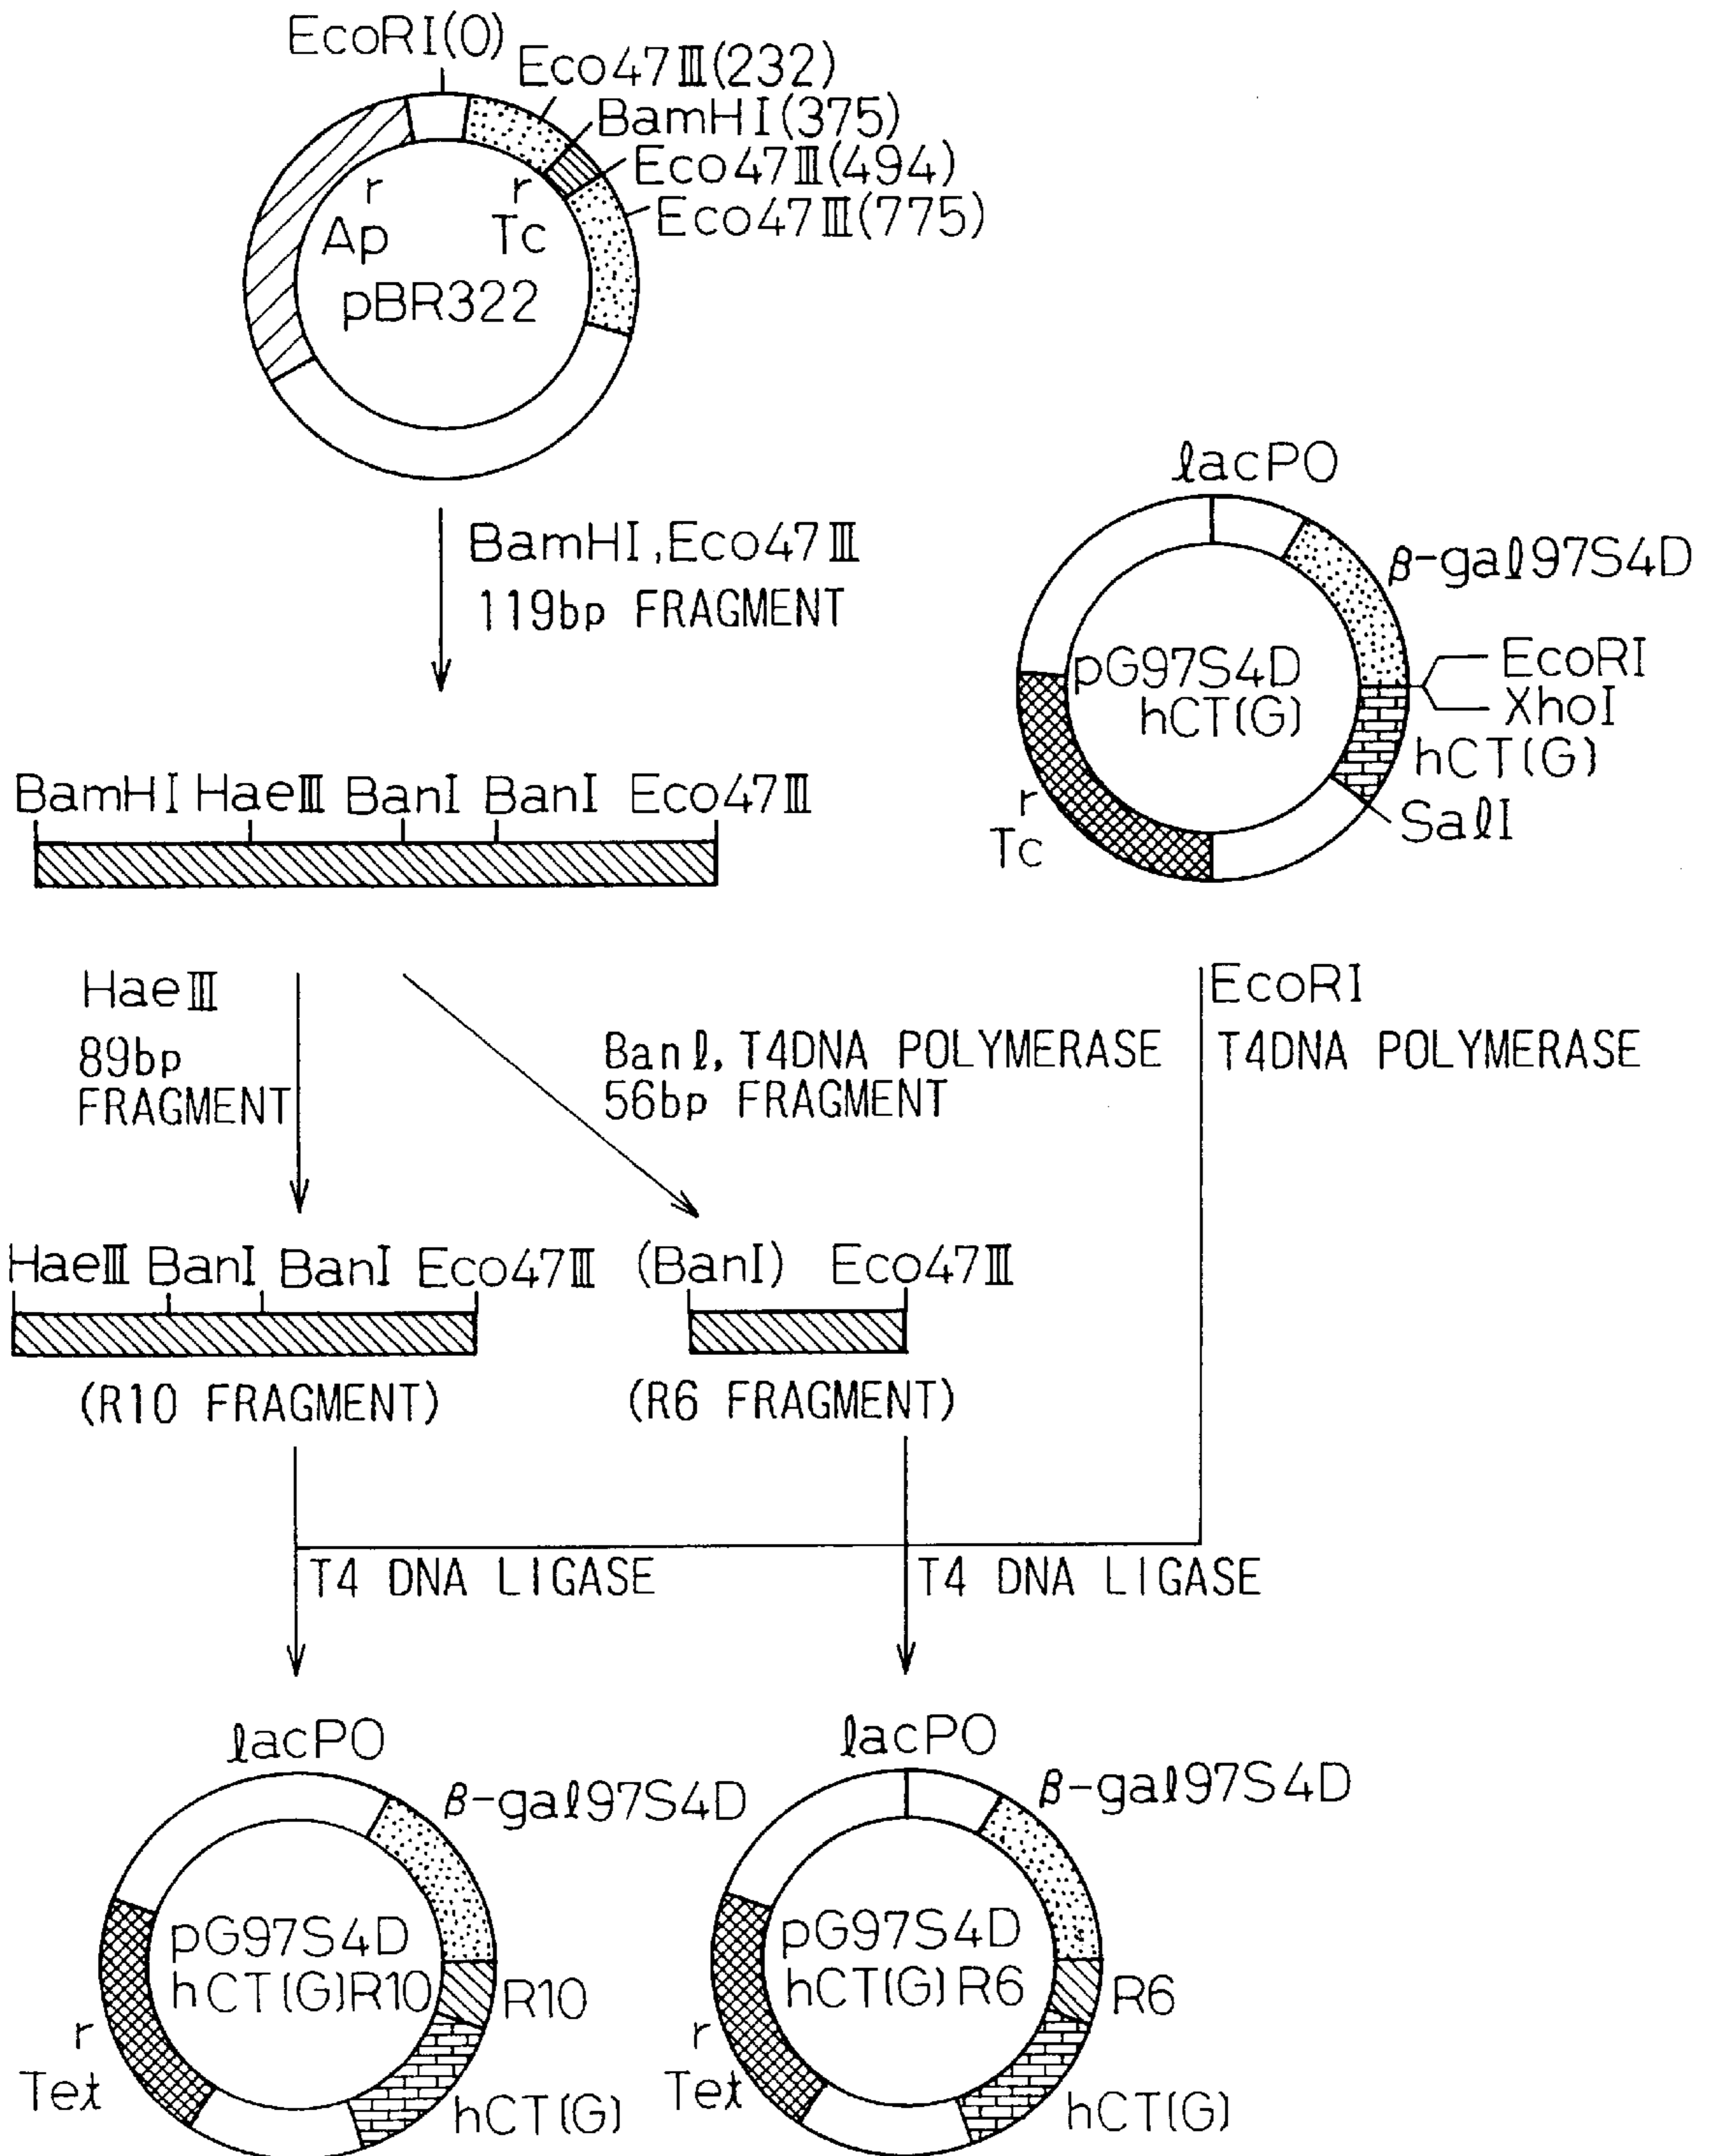 EcoRI(0)
Eco47Ⅲ(232)
BamHI(375)
Eco47Ⅲ(494)
Eco47Ⅲ(775)
r
Ap
r
Tc
pBR322
BamHI,Eco47Ⅲ
119bp FRAGMENT
lacPO
β-gal97S4D
pG97S4D
hCT(G)
EcoRI
XhoI
hCT(G)
SalI
r
Tc
BamHI HaeⅢ BanI BanI Eco47Ⅲ
HaeⅢ
89bp
FRAGMENT
BanI, T4DNA POLYMERASE
56bp FRAGMENT
EcoRI
T4DNA POLYMERASE
HaeⅢ BanI BanI Eco47Ⅲ
(BanI) Eco47Ⅲ
(R10 FRAGMENT)
(R6 FRAGMENT)
T4 DNA LIGASE
T4 DNA LIGASE
lacPO
β-gal97S4D
pG97S4D
hCT(G)R10
R10
r
Tet
hCT(G)
lacPO
β-gal97S4D
pG97S4D
hCT(G)R6
R6
r
Tet
hCT(G)